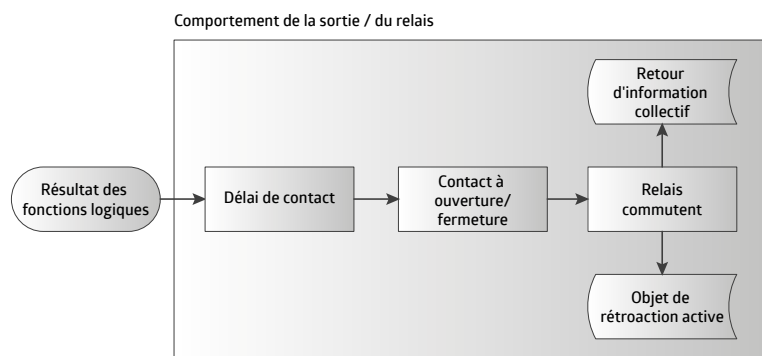 Comportement de la sortie / du relais
Retour
d'information
collectif
Résultat des
fonctions logiques
Délai de contact
Contact à
ouverture/
fermeture
Relais
commutent
Objet de
rétroaction active